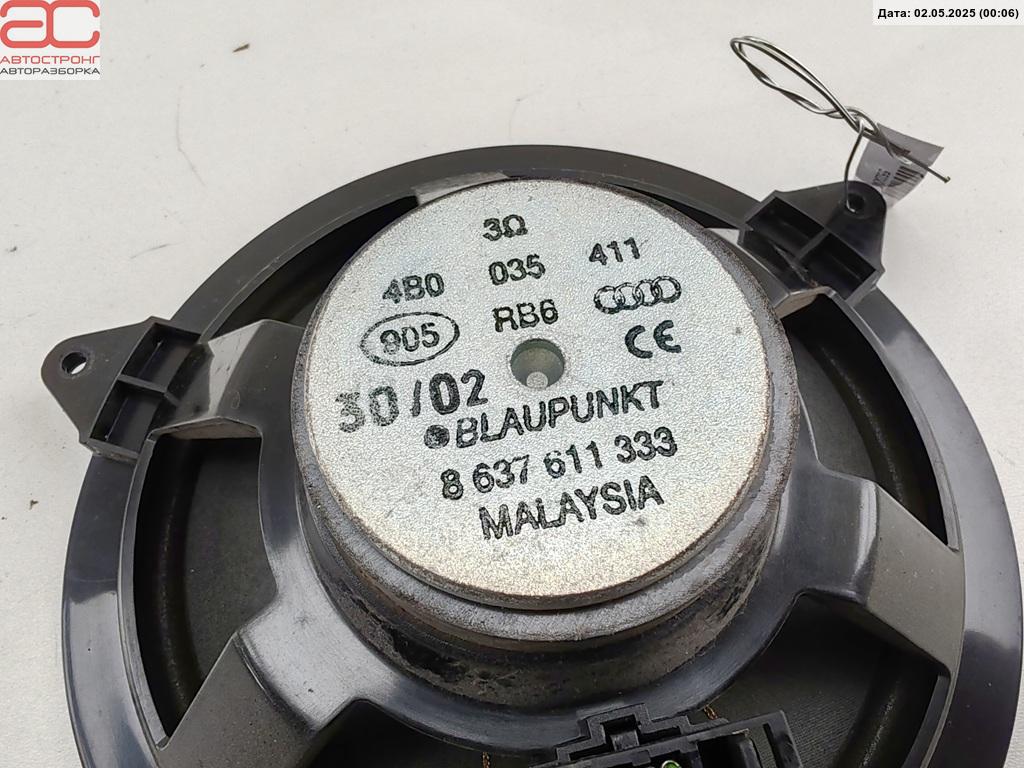 АС
АВТОСТРОНГ
АВТОРАЗБОРКА
Дата: 02.05.2025 (00:06)
3Ω
4B0 035 411
905 RB6
CE
30/02
BLAUPUNKT
8 637 611 333
MALAYSIA